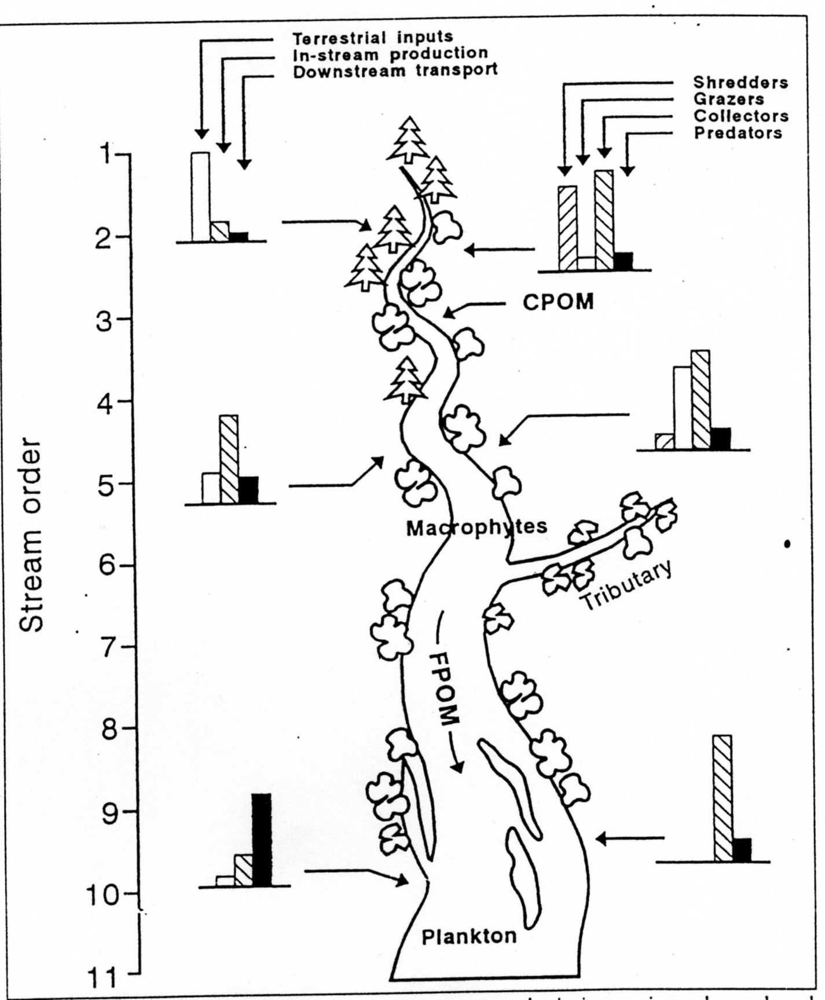 Terrestrial inputs
In-stream production
Downstream transport
Shredders
Grazers
Collectors
Predators
1
2
CPOM
3
4
5
Macrophytes
6
Tributary
7
FPOM
8
9
10
Plankton
11
Stream order